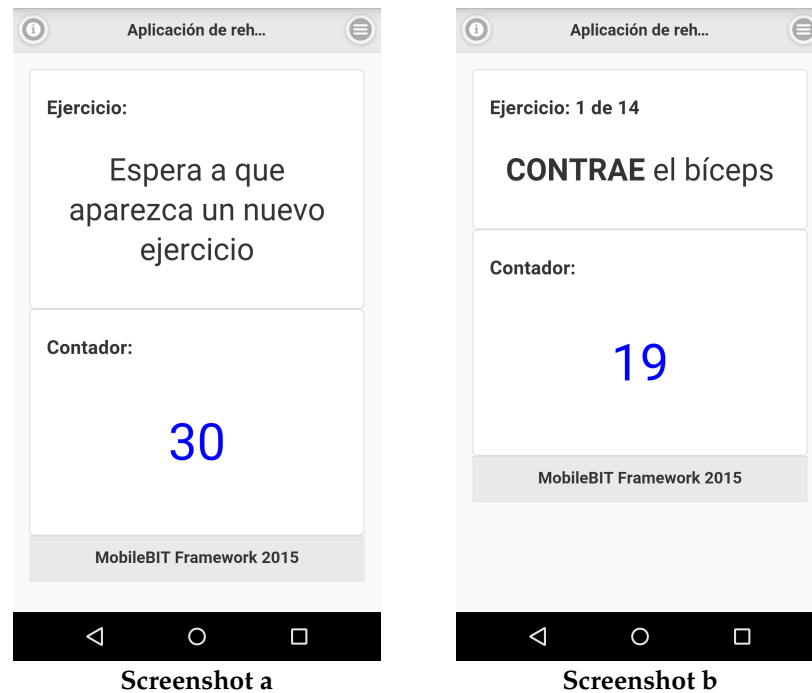 Aplicación de reh...
Ejercicio:
Espera a que
aparezca un nuevo
ejercicio
Contador:
30
MobileBIT Framework 2015
Screenshot a
Aplicación de reh...
Ejercicio: 1 de 14
CONTRAE el bíceps
Contador:
19
MobileBIT Framework 2015
Screenshot b